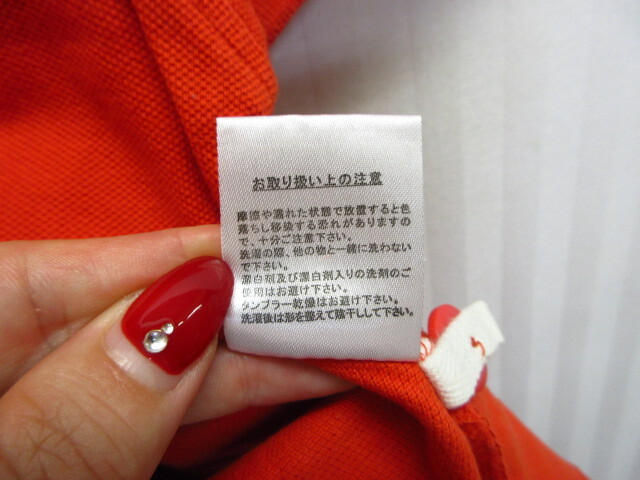 お取り扱い上の注意
摩擦や濡れた状態で放置すると色
落ちし移染する恐れがありますの
で、十分ご注意下さい。
洗濯の際、他の物と一緒に洗わない
で下さい。
漂白剤及び漂白剤入りの洗剤のご
使用はお避け下さい。
タンブラー乾燥はお避け下さい。
洗濯後は形を整えて陰干しして下さい。